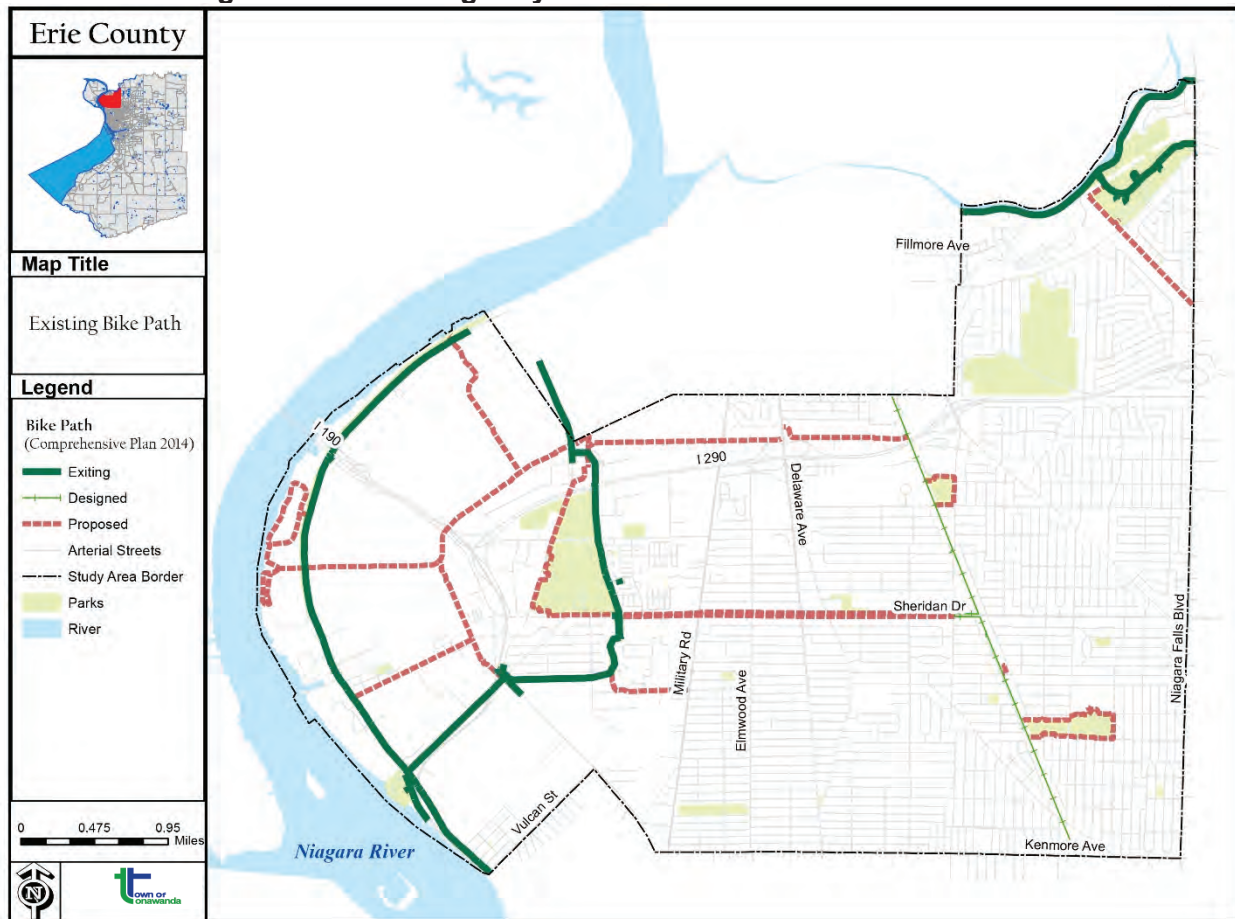 Erie County
Map Title
Existing Bike Path
Legend
Bike Path
(Comprehensive Plan 2014)
Exiting
Designed
Proposed
Arterial Streets
Study Area Border
Parks
River
0 0.475 0.95
Miles
N
town of
tonawanda
Fillmore Ave
I 190
I 290
Delaware Ave
Sheridan Dr
Niagara Falls Blvd
Military Rd
Elmwood Ave
Vulcan St
Niagara River
Kenmore Ave